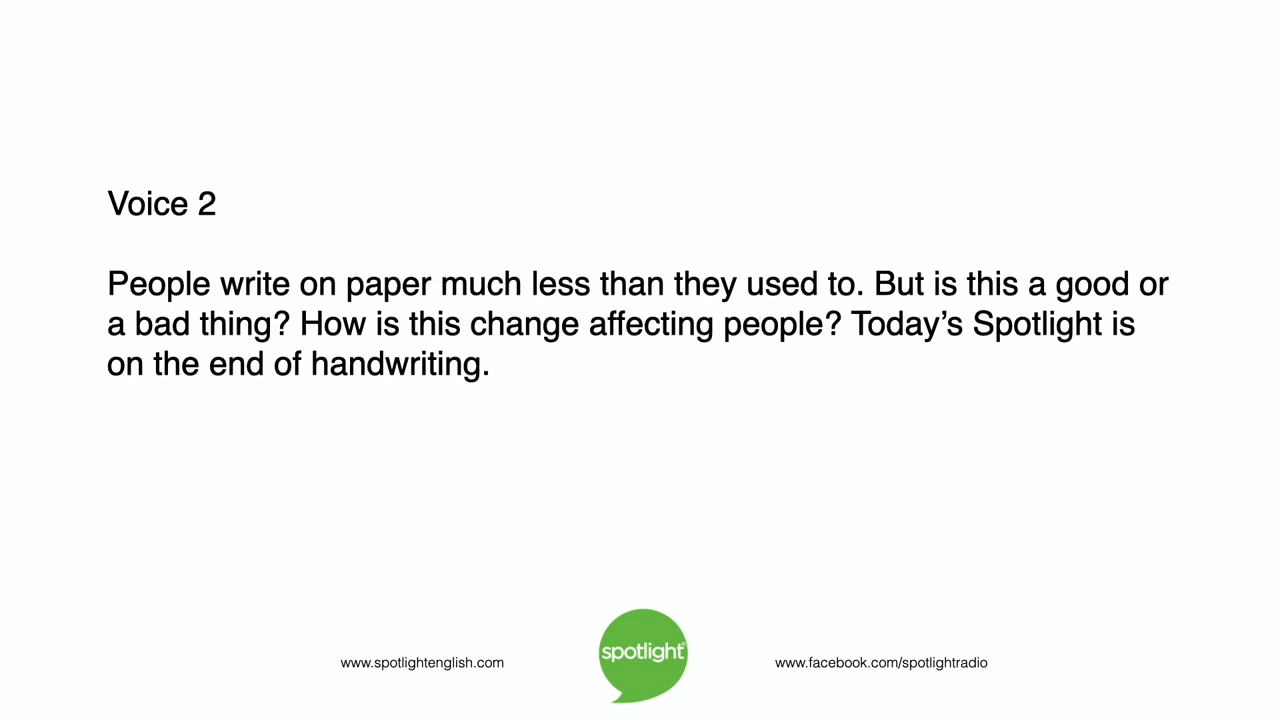 Voice 2
People write on paper much less than they used to. But is this a good or
a bad thing? How is this change affecting people? Today’s Spotlight is
on the end of handwriting.
www.spotlightenglish.com
spotlight®
www.facebook.com/spotlightradio